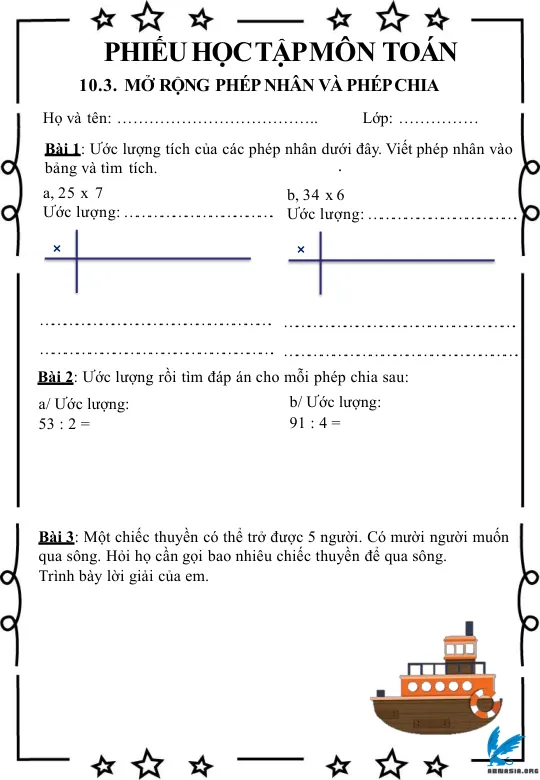 PHIẾU HỌC TẬP MÔN TOÁN
10.3. MỞ RỘNG PHÉP NHÂN VÀ PHÉP CHIA
Họ và tên: ……………………………….. Lớp: ……………
Bài 1: Ước lượng tích của các phép nhân dưới đây. Viết phép nhân vào
bảng và tìm tích.
a, 25 x 7
b, 34 x 6
Ước lượng: ………………………
Ước lượng: ………………………
×
×
……………………………………
……………………………………
……………………………………
……………………………………
Bài 2: Ước lượng rồi tìm đáp án cho mỗi phép chia sau:
a/ Ước lượng:
b/ Ước lượng:
53 : 2 =
91 : 4 =
Bài 3: Một chiếc thuyền có thể trở được 5 người. Có mười người muốn
qua sông. Hỏi họ cần gọi bao nhiêu chiếc thuyền để qua sông.
Trình bày lời giải của em.